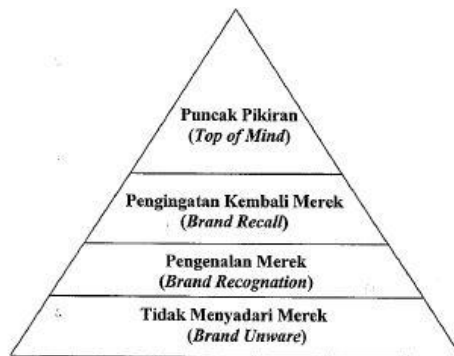 Puncak Pikiran
(Top of Mind)
Pengingatan Kembali Merek
(Brand Recall)
Pengenalan Merek
(Brand Recognation)
Tidak Menyadari Merek
(Brand Unware)